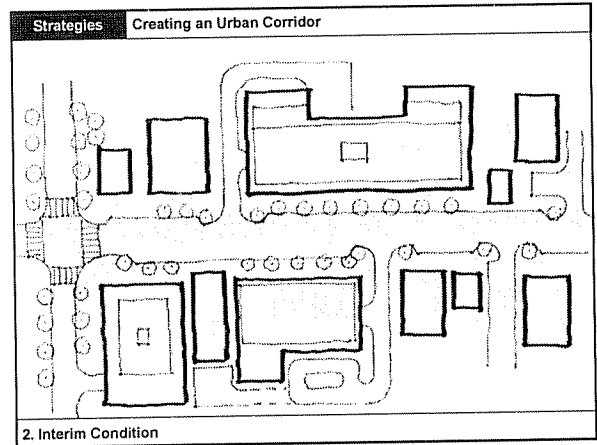 Strategies
Creating an Urban Corridor
2. Interim Condition